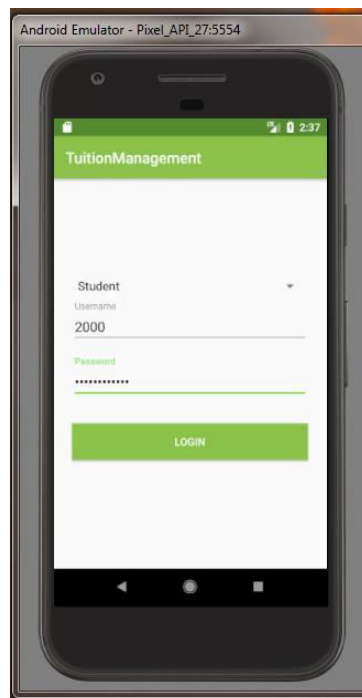 Android Emulator - Pixel_API_27:5554
2:37
TuitionManagement
Student
Username
2000
Password
••••••••••••
LOGIN